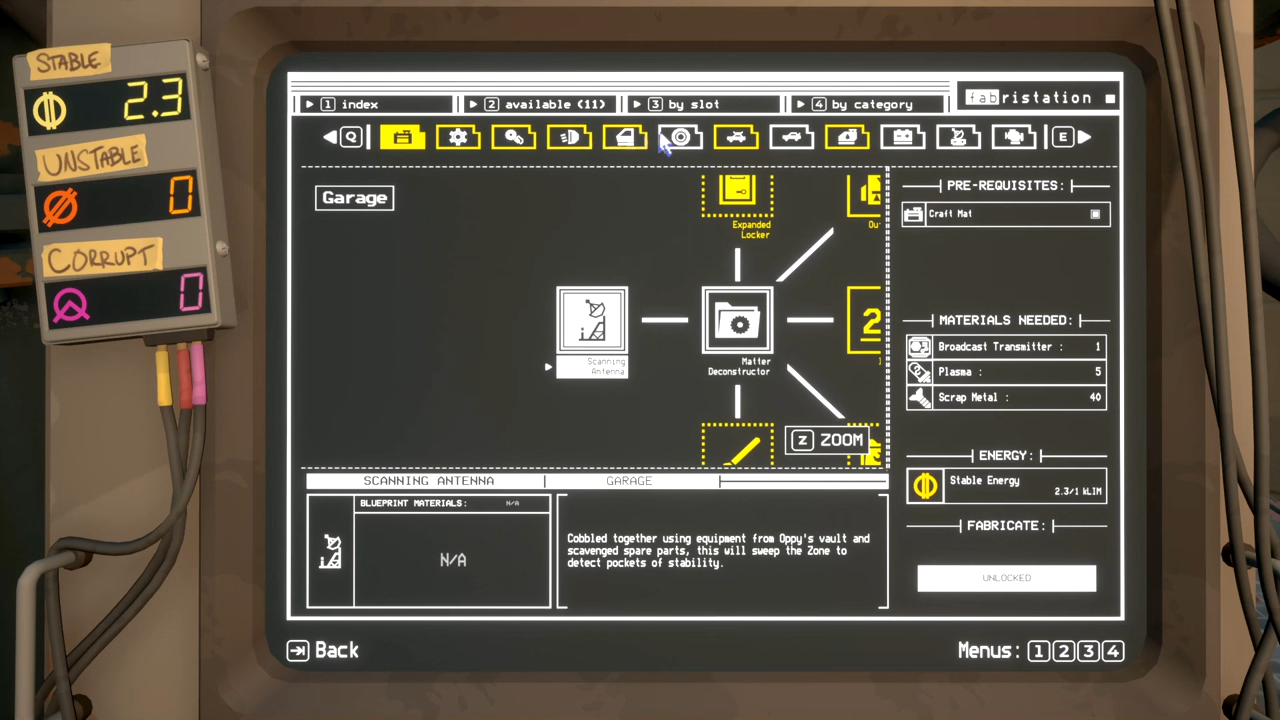 STABLE
2.3
UNSTABLE
0
CORRUPT
0
1 index
2 available (11)
3 by slot
4 by category
fabristation
Q
E
Garage
Expanded
Locker
Scanning
Antenna
Matter
Deconstructor
2
Z ZOOM
PRE-REQUISITES:
Craft Mat
MATERIALS NEEDED:
Broadcast Transmitter : 1
Plasma : 5
Scrap Metal : 40
ENERGY:
Stable Energy
2.3/1 kLIM
FABRICATE:
UNLOCKED
SCANNING ANTENNA
GARAGE
BLUEPRINT MATERIALS: N/A
N/A
Cobbled together using equipment from Oppy's vault and
scavenged spare parts, this will sweep the Zone to
detect pockets of stability.
Back
Menus: 1 2 3 4